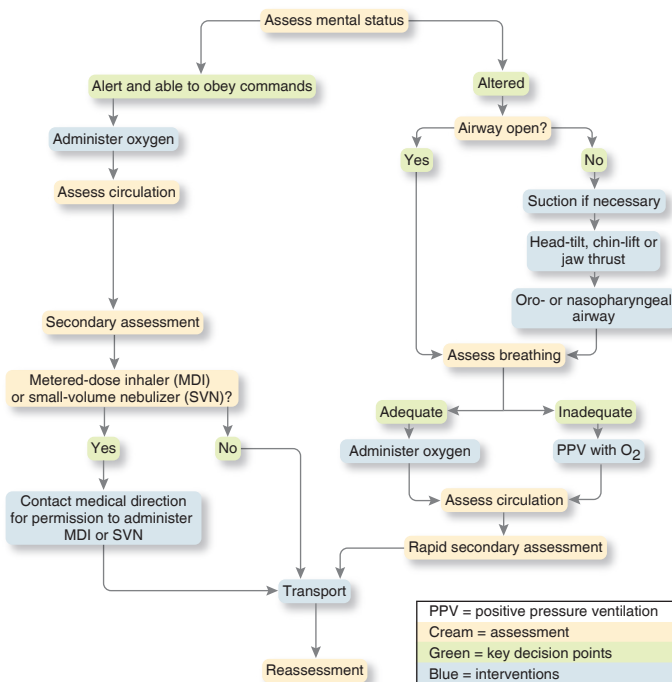 Assess mental status
Alert and able to obey commands
Altered
Administer oxygen
Airway open?
Yes
No
Assess circulation
Suction if necessary
Head-tilt, chin-lift or
jaw thrust
Oro- or nasopharyngeal
airway
Secondary assessment
Assess breathing
Metered-dose inhaler (MDI)
or small-volume nebulizer (SVN)?
Adequate
Inadequate
Yes
No
Administer oxygen
PPV with O2
Contact medical direction
for permission to administer
MDI or SVN
Assess circulation
Rapid secondary assessment
Transport
Reassessment
PPV = positive pressure ventilation
Cream = assessment
Green = key decision points
Blue = interventions